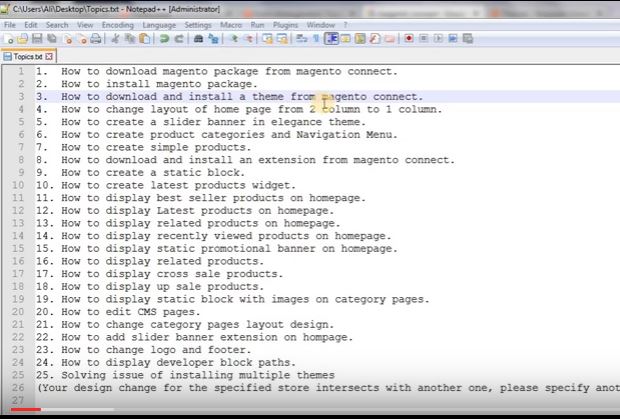 C:\Users\Ali\Desktop\Topics.txt - Notepad++ [Administrator]
File Edit Search View Encoding Language Settings Macro Run Plugins Window ?
Topics.txt
1 1. How to download magento package from magento connect.
2 2. How to install magento package.
3 3. How to download and install a theme from magento connect.
4 4. How to change layout of home page from 2 column to 1 column.
5 5. How to create a slider banner in elegance theme.
6 6. How to create product categories and Navigation Menu.
7 7. How to create simple products.
8 8. How to download and install an extension from magento connect.
9 9. How to create a static block.
10 10. How to create latest products widget.
11 11. How to display best seller products on homepage.
12 12. How to display Latest products on homepage.
13 13. How to display related products on homepage.
14 14. How to display recently viewed products on homepage.
15 15. How to display static promotional banner on homepage.
16 16. How to display related products.
17 17. How to display cross sale products.
18 18. How to display up sale products.
19 19. How to display static block with images on category pages.
20 20. How to edit CMS pages.
21 21. How to change category pages layout design.
22 22. How to add slider banner extension on hompage.
23 23. How to change logo and footer.
24 24. How to display developer block paths.
25 25. Solving issue of installing multiple themes
26 (Your design change for the specified store intersects with another one, please specify anot
27